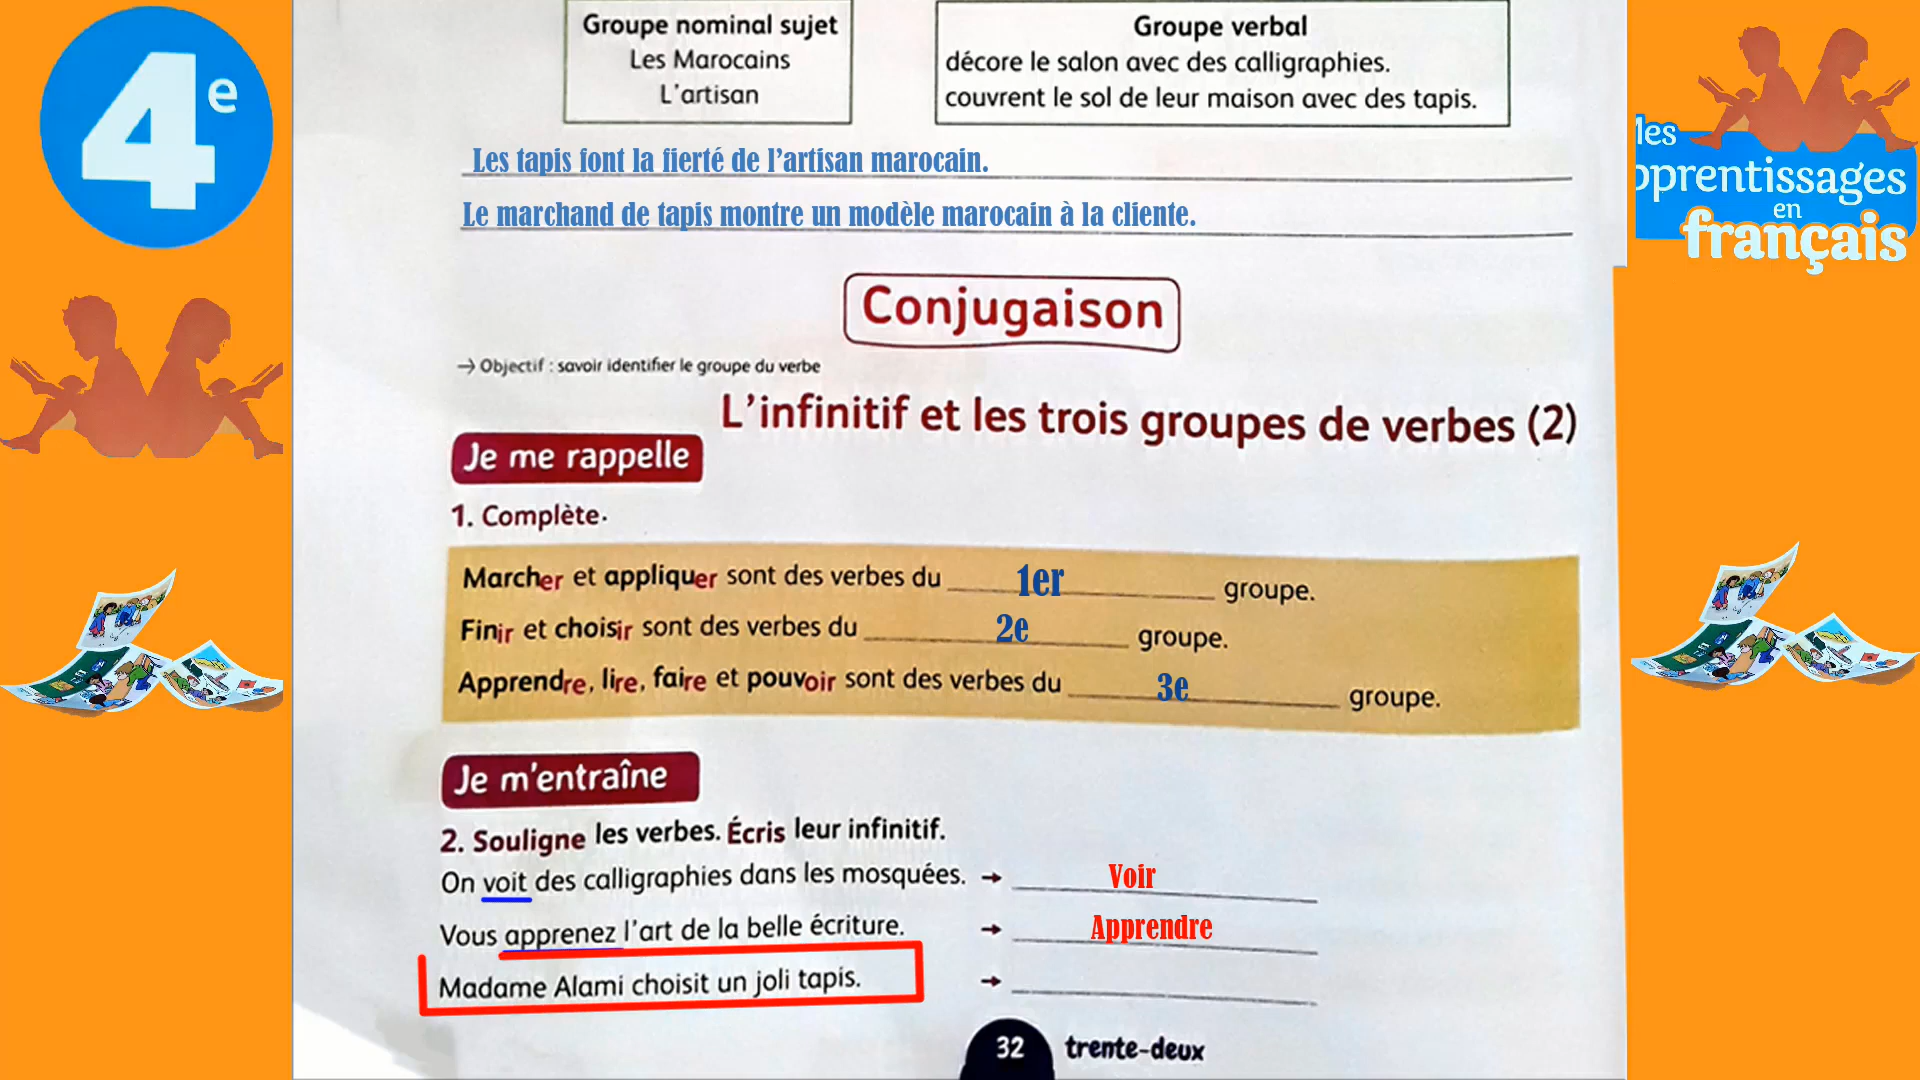 4e
Groupe nominal sujet
Les Marocains
L'artisan
Groupe verbal
décore le salon avec des calligraphies.
couvrent le sol de leur maison avec des tapis.
Les tapis font la fierté de l'artisan marocain.
Le marchand de tapis montre un modèle marocain à la cliente.
Mes
apprentissages
en
français
Conjugaison
→ Objectif : savoir identifier le groupe du verbe
L'infinitif et les trois groupes de verbes (2)
Je me rappelle
1. Complète.
Marcher et appliquer sont des verbes du 1er groupe.
Finir et choisir sont des verbes du 2e groupe.
Apprendre, lire, faire et pouvoir sont des verbes du 3e groupe.
Je m'entraîne
2. Souligne les verbes. Écris leur infinitif.
On voit des calligraphies dans les mosquées. → Voir
Vous apprenez l'art de la belle écriture. → Apprendre
Madame Alami choisit un joli tapis. →
32 trente-deux